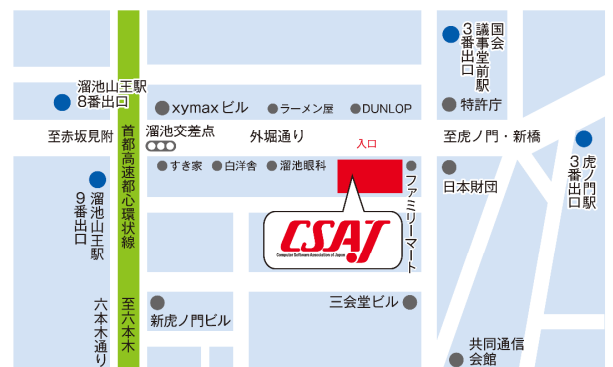 国会
議事堂前駅
3番出口
溜池山王駅
8番出口
xymaxビル
ラーメン屋
DUNLOP
特許庁
至赤坂見附
首都高速都心環状線
溜池交差点
外堀通り
入口
至虎ノ門・新橋
すき家
白洋舎
溜池眼科
ファミリーマート
日本財団
虎ノ門駅
3番出口
溜池山王駅
9番出口
CSAJ
Computer Software Association of Japan
六本木通り
至六本木
新虎ノ門ビル
三会堂ビル
共同通信
会館